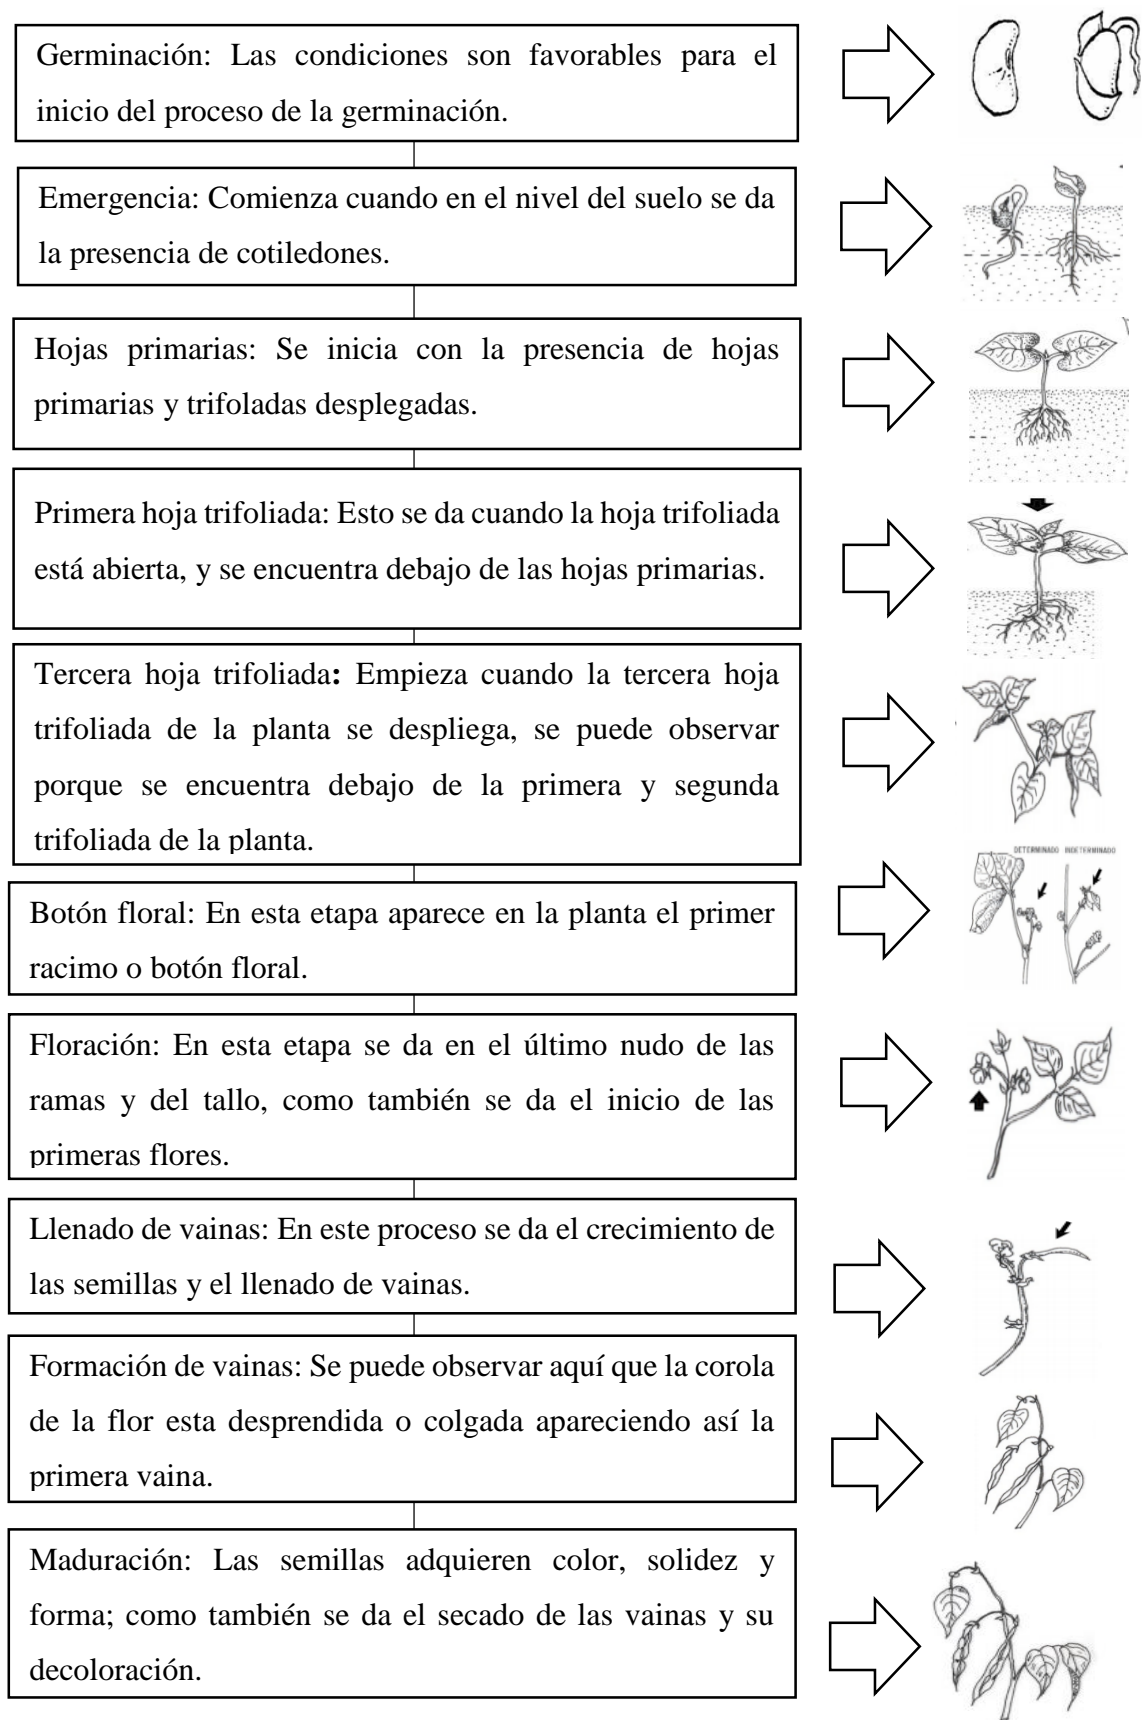 Germinación: Las condiciones son favorables para el
inicio del proceso de la germinación.
Emergencia: Comienza cuando en el nivel del suelo se da
la presencia de cotiledones.
Hojas primarias: Se inicia con la presencia de hojas
primarias y trifoladas desplegadas.
Primera hoja trifoliada: Esto se da cuando la hoja trifoliada
está abierta, y se encuentra debajo de las hojas primarias.
Tercera hoja trifoliada: Empieza cuando la tercera hoja
trifoliada de la planta se despliega, se puede observar
porque se encuentra debajo de la primera y segunda
trifoliada de la planta.
DETERMINADO INDETERMINADO
Botón floral: En esta etapa aparece en la planta el primer
racimo o botón floral.
Floración: En esta etapa se da en el último nudo de las
ramas y del tallo, como también se da el inicio de las
primeras flores.
Llenado de vainas: En este proceso se da el crecimiento de
las semillas y el llenado de vainas.
Formación de vainas: Se puede observar aquí que la corola
de la flor esta desprendida o colgada apareciendo así la
primera vaina.
Maduración: Las semillas adquieren color, solidez y
forma; como también se da el secado de las vainas y su
decoloración.